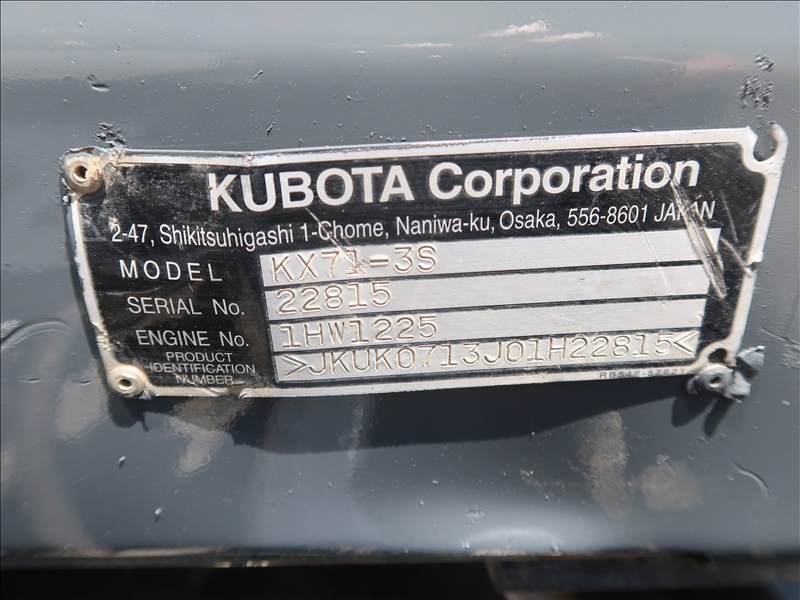 KUBOTA Corporation
2-47, Shikitsuhigashi 1-Chome, Naniwa-ku, Osaka, 556-8601 JAPAN
MODEL KX71-3S
SERIAL No. 22815
ENGINE No. 1HW1225
PRODUCT IDENTIFICATION NUMBER >JKUK0713J01H22815<